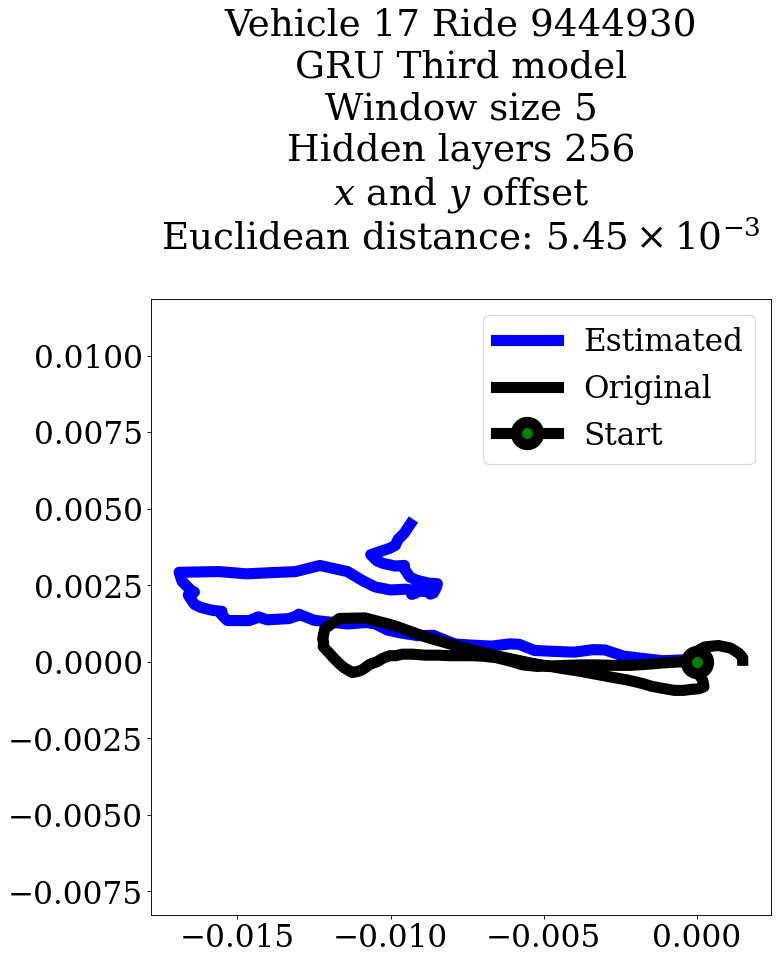 Vehicle 17 Ride 9444930
GRU Third model
Window size 5
Hidden layers 256
x and y offset
Euclidean distance: 5.45 × 10⁻³
Estimated
Original
Start
0.0100
0.0075
0.0050
0.0025
0.0000
−0.0025
−0.0050
−0.0075
−0.015 −0.010 −0.005 0.000